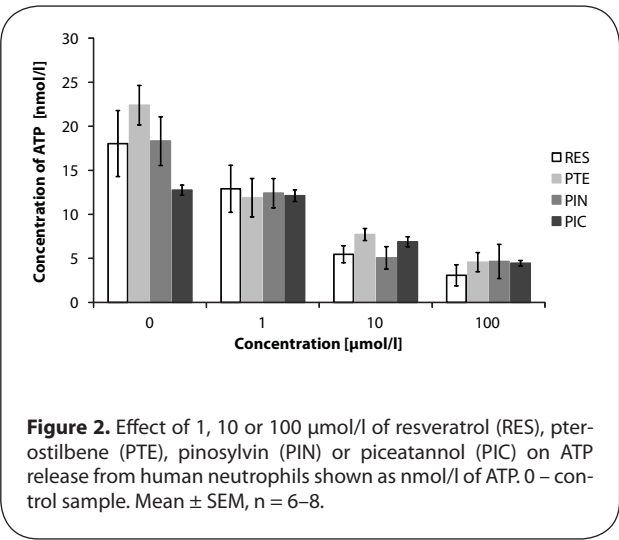 30
25
20
15
10
5
0
Concentration of ATP [nmol/l]
RES
PTE
PIN
PIC
0 1 10 100
Concentration [µmol/l]
Figure 2. Effect of 1, 10 or 100 µmol/l of resveratrol (RES), pter-
ostilbene (PTE), pinosylvin (PIN) or piceatannol (PIC) on ATP
release from human neutrophils shown as nmol/l of ATP. 0 – con-
trol sample. Mean ± SEM, n = 6–8.